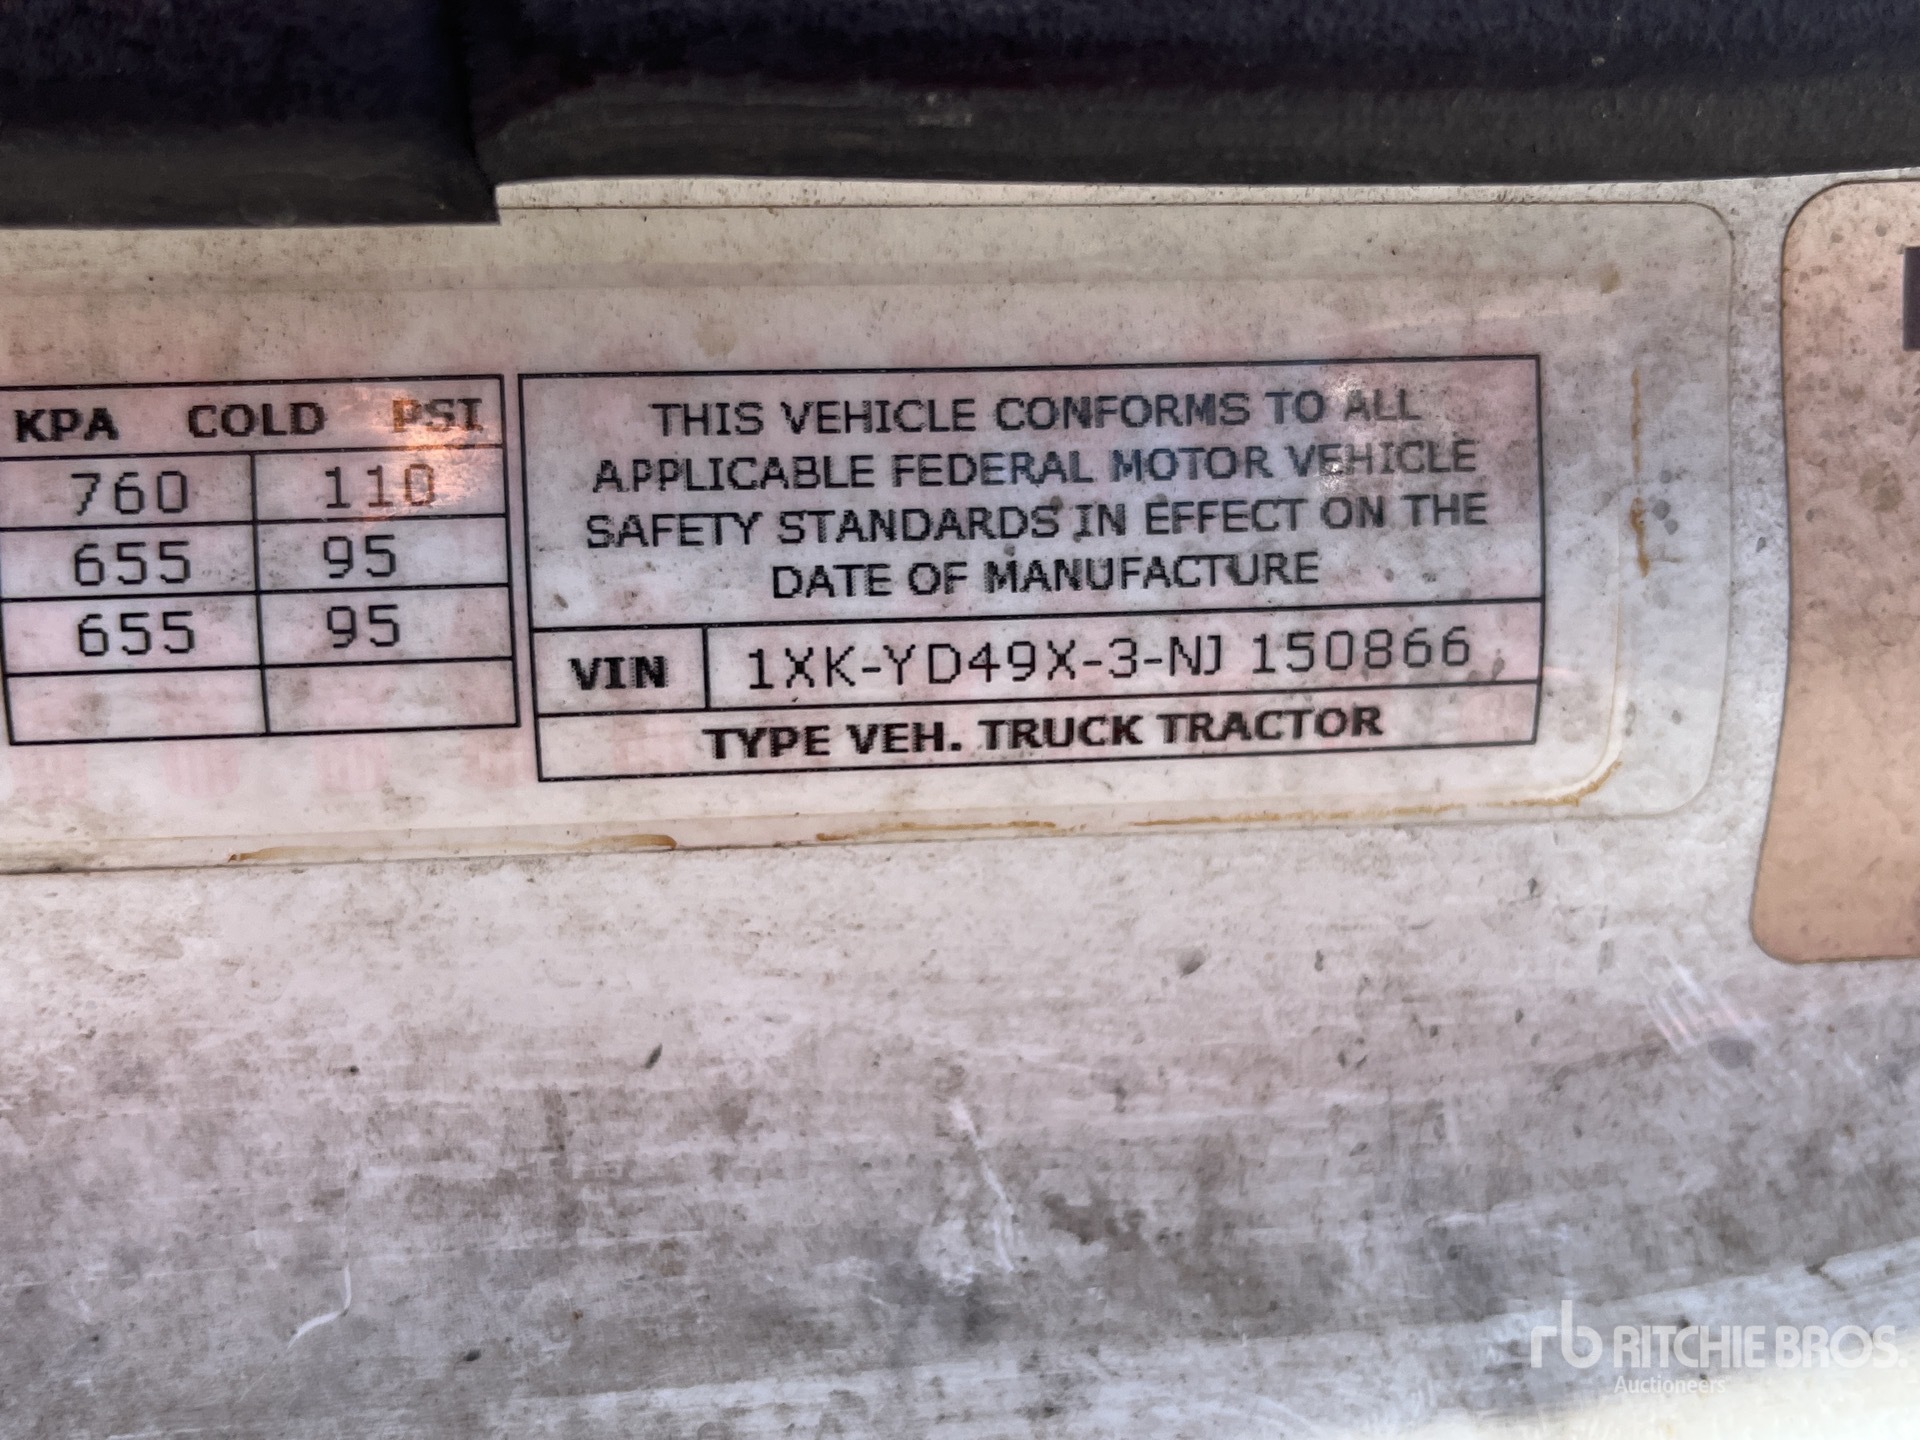 KPA COLD PSI
760 110
655 95
655 95
THIS VEHICLE CONFORMS TO ALL
APPLICABLE FEDERAL MOTOR VEHICLE
SAFETY STANDARDS IN EFFECT ON THE
DATE OF MANUFACTURE
VIN 1XK-YD49X-3-NJ 150866
TYPE VEH. TRUCK TRACTOR
rb RITCHIE BROS.
Auctioneers